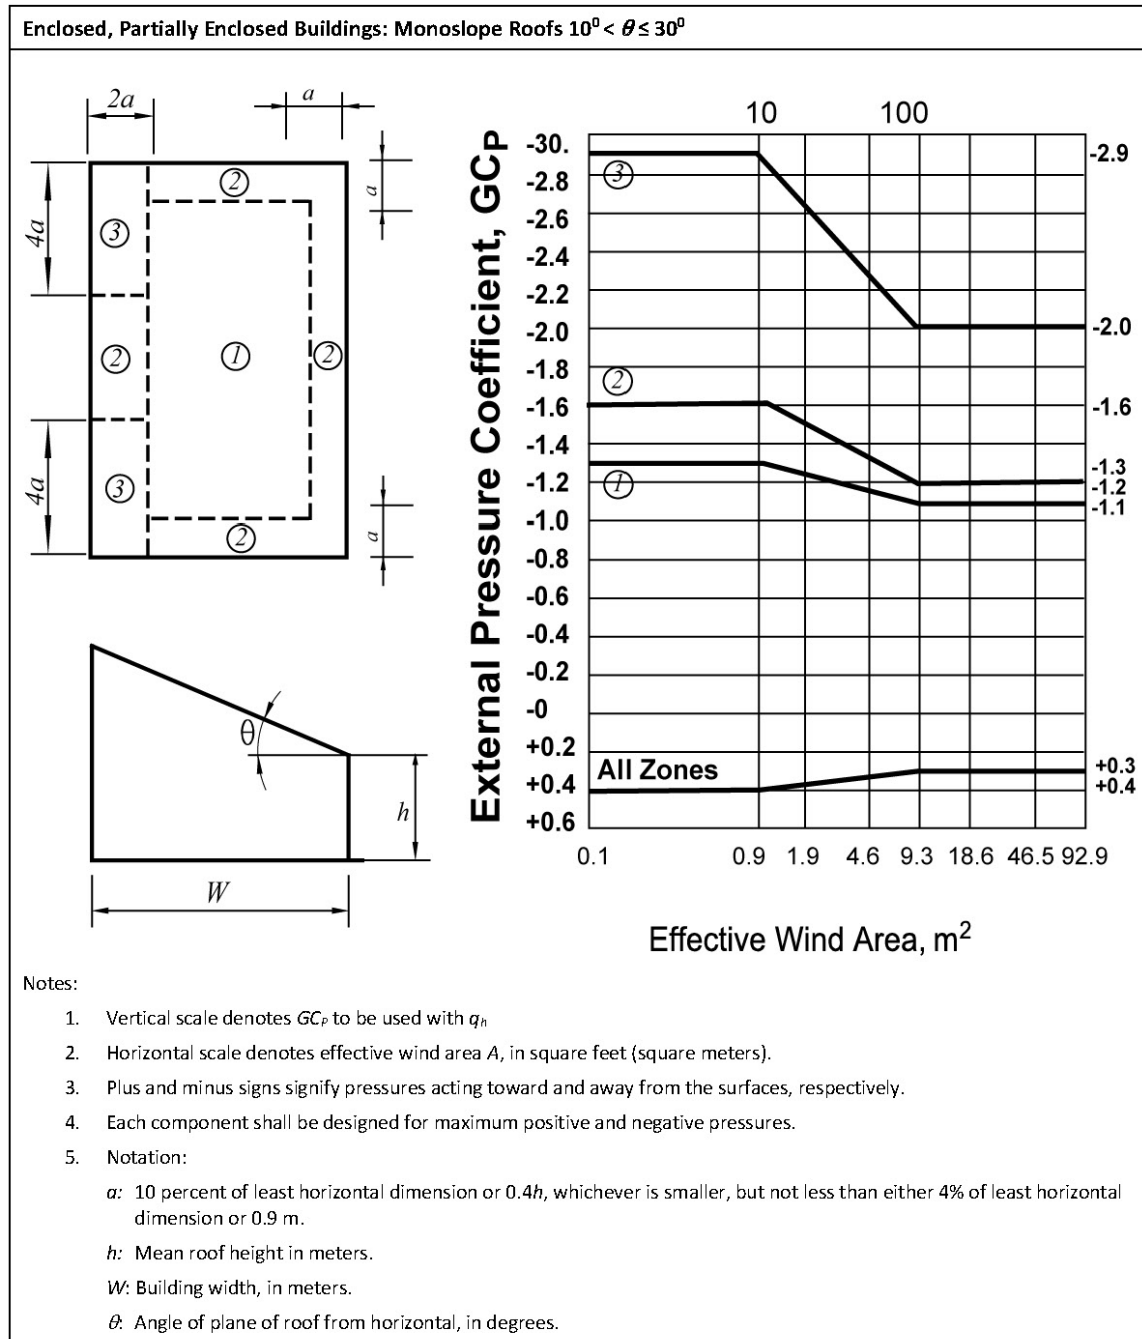 Enclosed, Partially Enclosed Buildings: Monoslope Roofs 10⁰ < θ ≤ 30⁰
2a
a
②
a
4a
③
②
①
②
4a
③
②
a
θ
h
W
External Pressure Coefficient, GCP
10 100
-30.
-2.8
-2.6
-2.4
-2.2
-2.0
-1.8
-1.6
-1.4
-1.2
-1.0
-0.8
-0.6
-0.4
-0.2
-0
+0.2
+0.4
+0.6
③
②
①
All Zones
-2.9
-2.0
-1.6
-1.3
-1.2
-1.1
+0.3
+0.4
0.1 0.9 1.9 4.6 9.3 18.6 46.5 92.9
Effective Wind Area, m²
Notes:
1. Vertical scale denotes GCP to be used with qh
2. Horizontal scale denotes effective wind area A, in square feet (square meters).
3. Plus and minus signs signify pressures acting toward and away from the surfaces, respectively.
4. Each component shall be designed for maximum positive and negative pressures.
5. Notation:
a: 10 percent of least horizontal dimension or 0.4h, whichever is smaller, but not less than either 4% of least horizontal
dimension or 0.9 m.
h: Mean roof height in meters.
W: Building width, in meters.
θ: Angle of plane of roof from horizontal, in degrees.